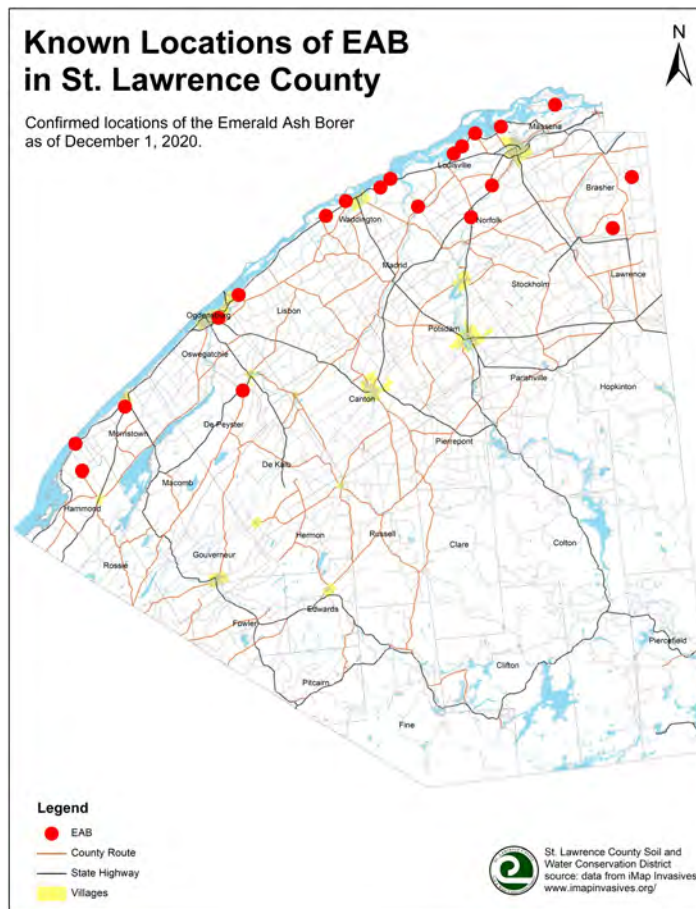 Known Locations of EAB
in St. Lawrence County
N
Confirmed locations of the Emerald Ash Borer
as of December 1, 2020.
Massena
Louisville
Brasher
Waddington
Norfolk
Madrid
Lawrence
Stockholm
Lisbon
Ogdensburg
Potsdam
Oswegatchie
Parishville
Hopkinton
Canton
Morristown
De Peyster
Pierrepont
De Kalb
Macomb
Hammond
Hermon
Russell
Clare
Colton
Gouverneur
Rossie
Edwards
Fowler
Piercefield
Clifton
Pitcairn
Fine
Legend
EAB
County Route
State Highway
Villages
St. Lawrence County Soil and
Water Conservation District
source: data from iMap Invasives
www.imapinvasives.org/